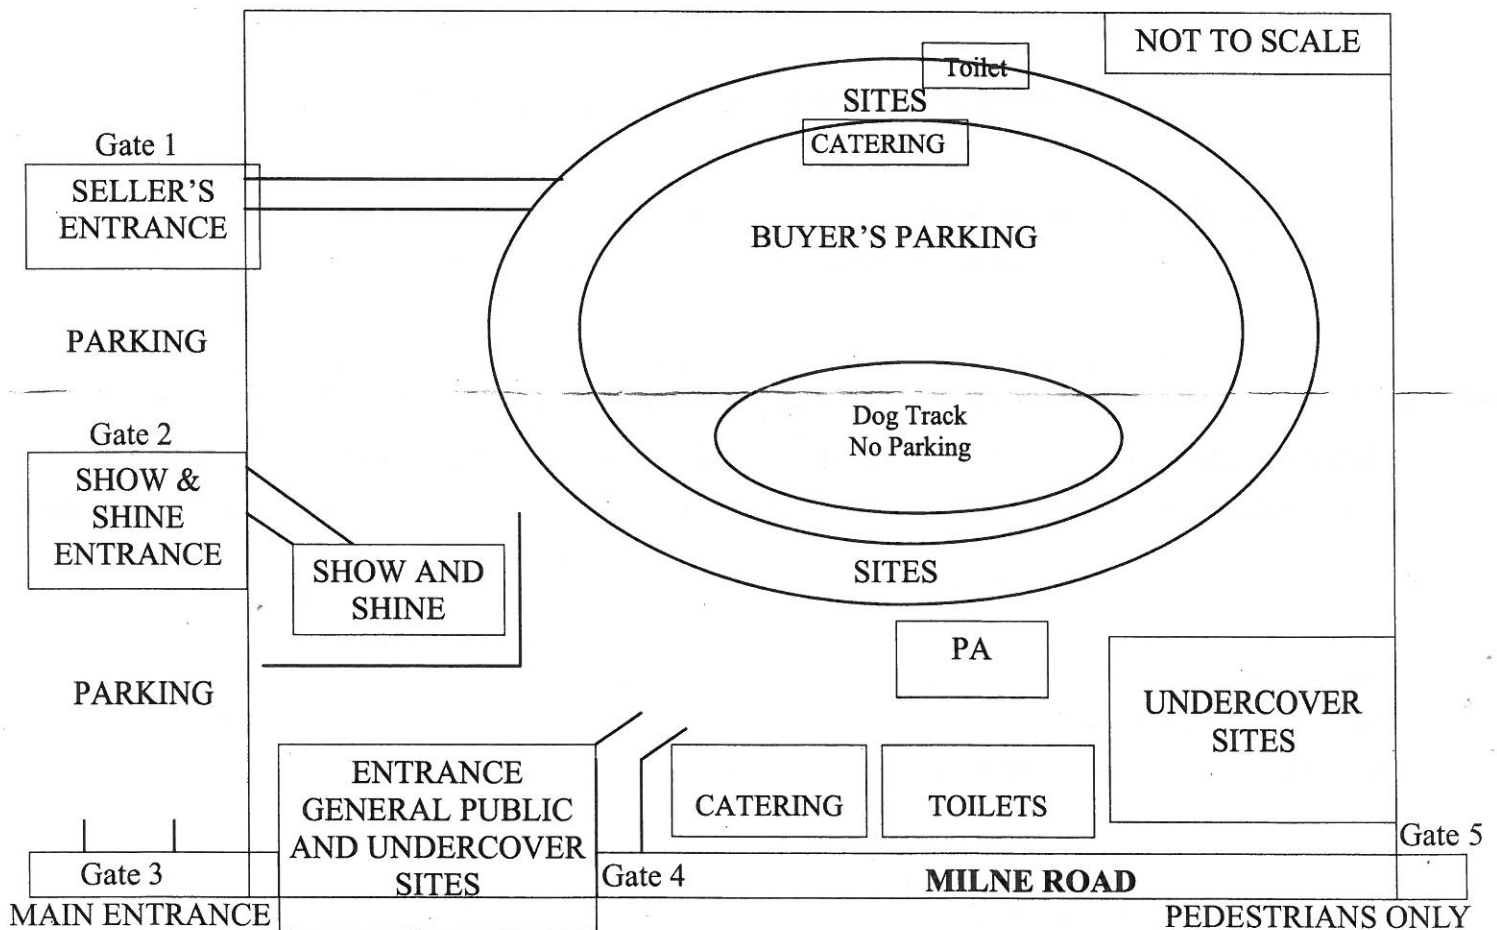 NOT TO SCALE
Toilet
SITES
CATERING
Gate 1
SELLER'S
ENTRANCE
BUYER'S PARKING
PARKING
Dog Track
No Parking
Gate 2
SHOW &
SHINE
ENTRANCE
SHOW AND
SHINE
SITES
PA
PARKING
UNDERCOVER
SITES
ENTRANCE
GENERAL PUBLIC
AND UNDERCOVER
SITES
CATERING
TOILETS
Gate 5
Gate 3
Gate 4
MILNE ROAD
MAIN ENTRANCE
PEDESTRIANS ONLY